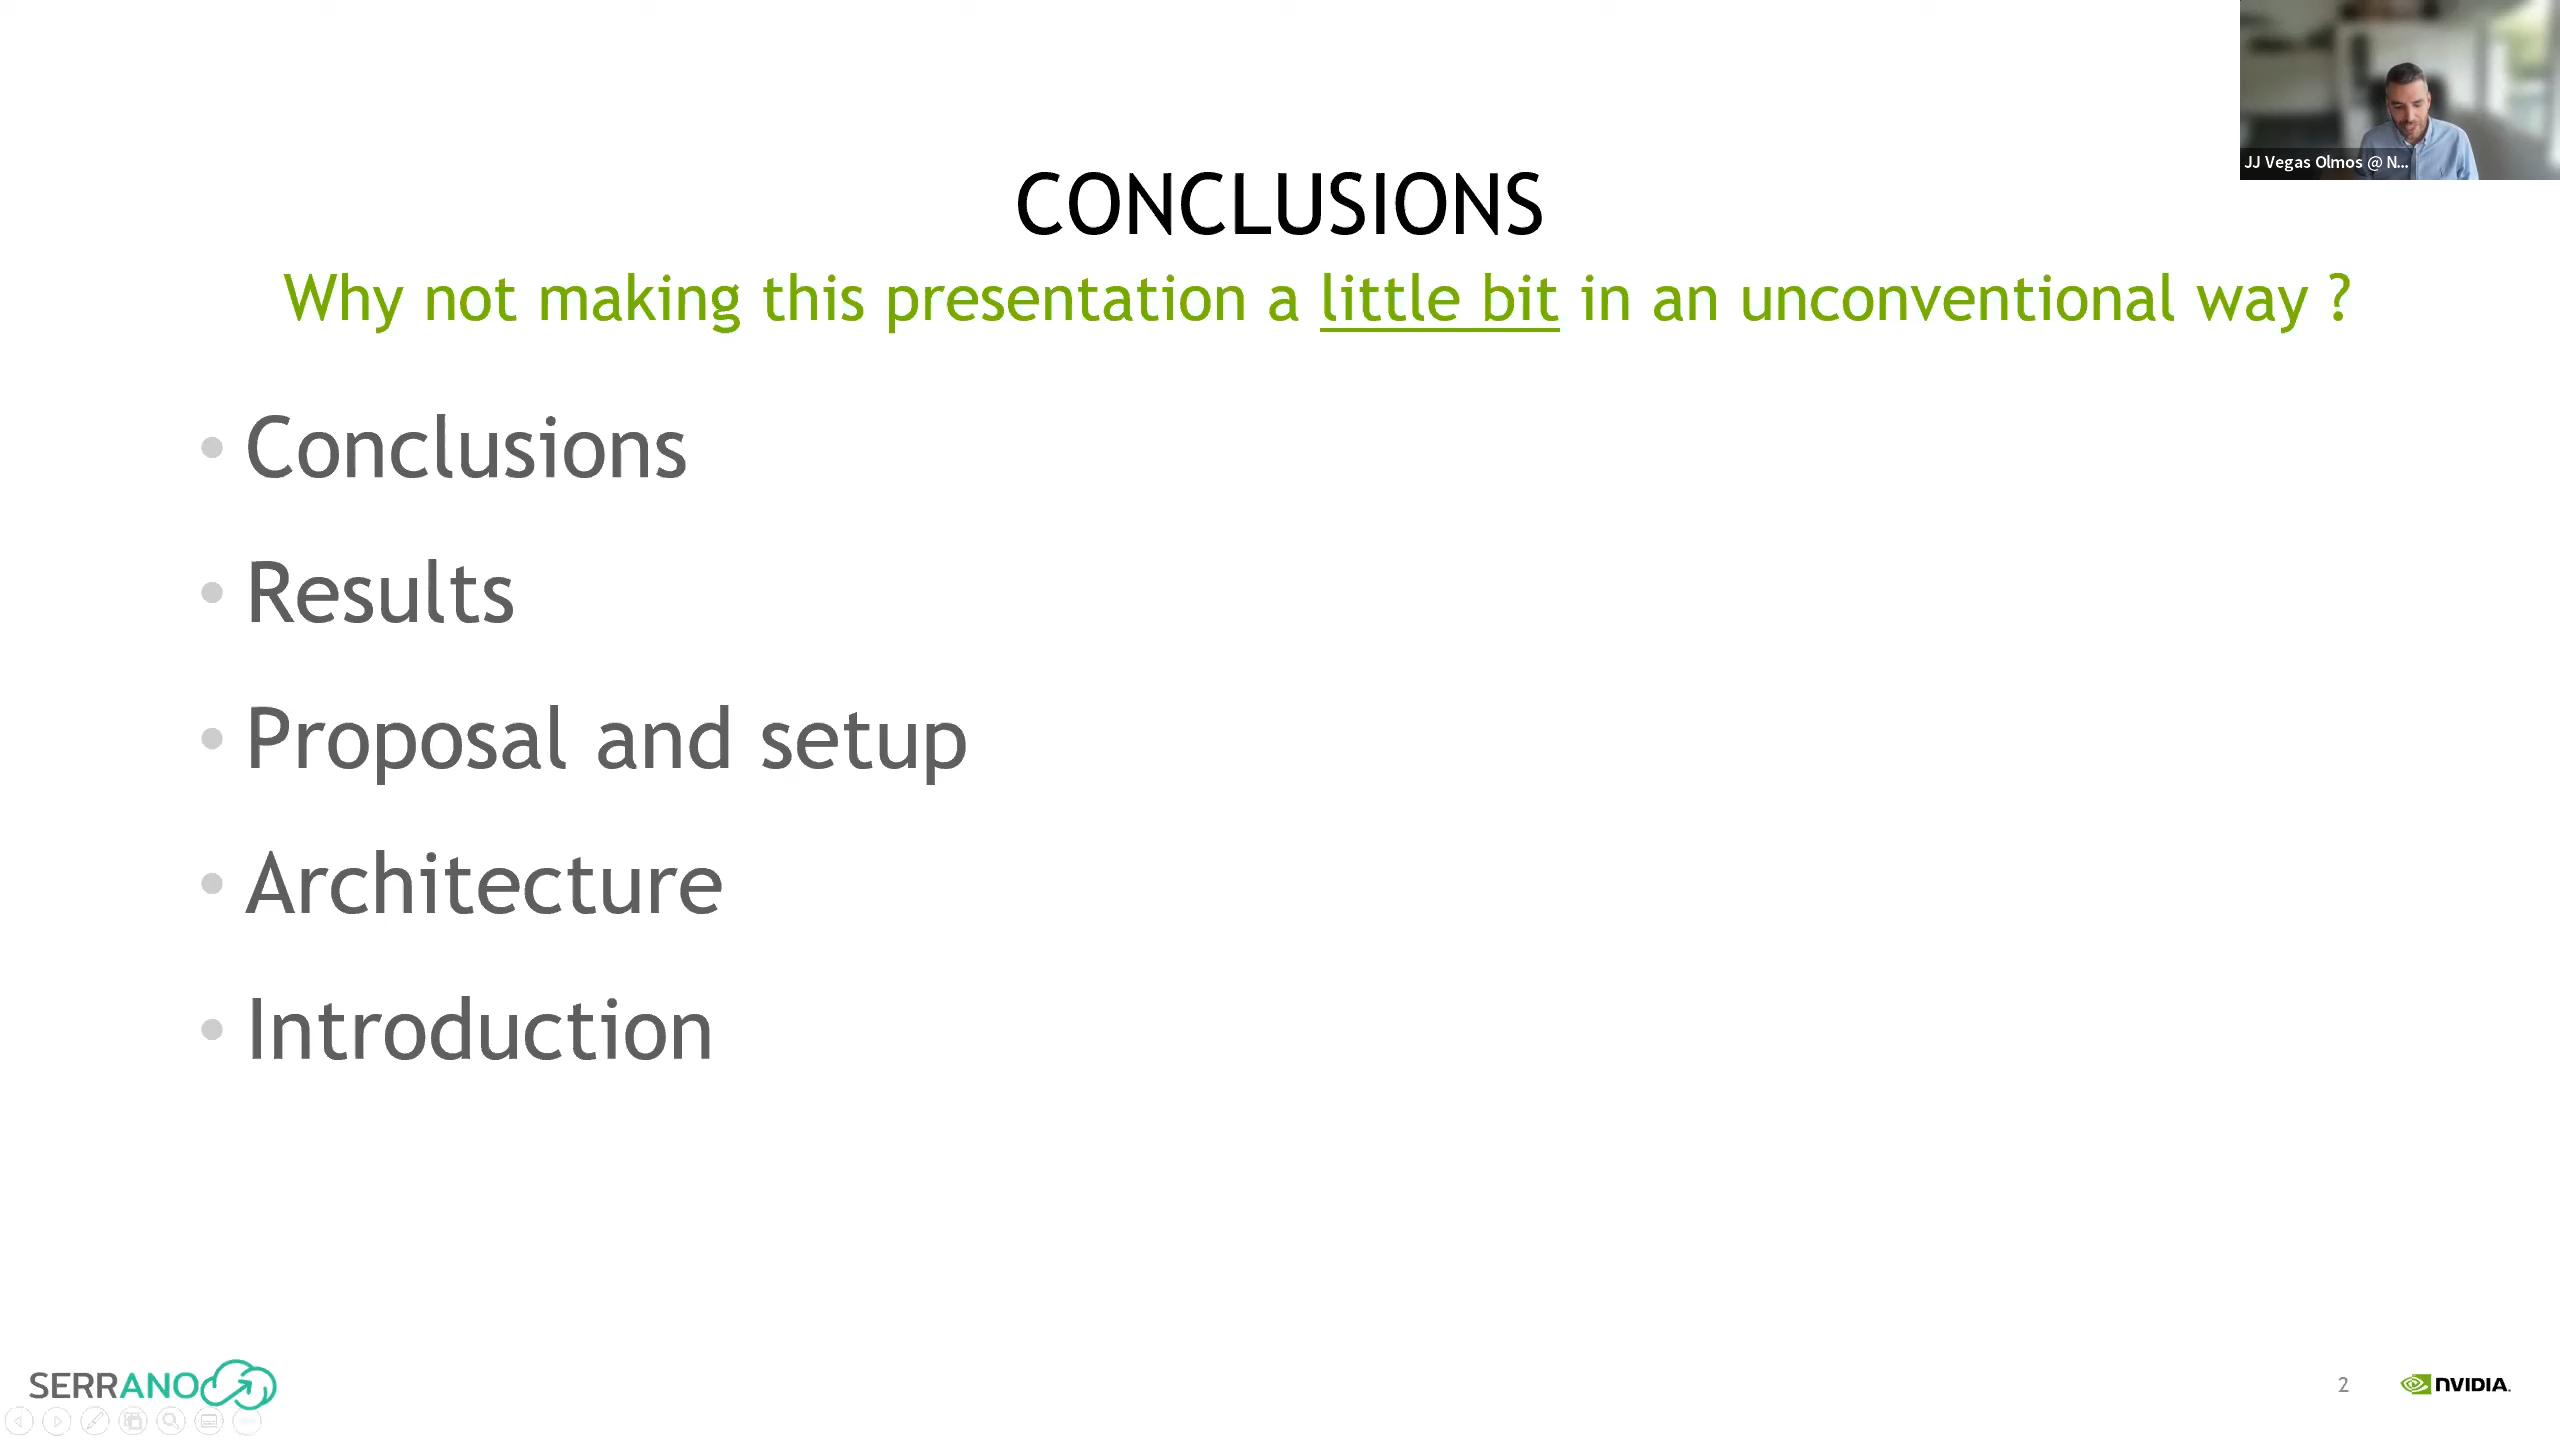 JJ Vegas Olmos @ N...
CONCLUSIONS
Why not making this presentation a little bit in an unconventional way ?
• Conclusions
• Results
• Proposal and setup
• Architecture
• Introduction
SERRANO
2
NVIDIA.